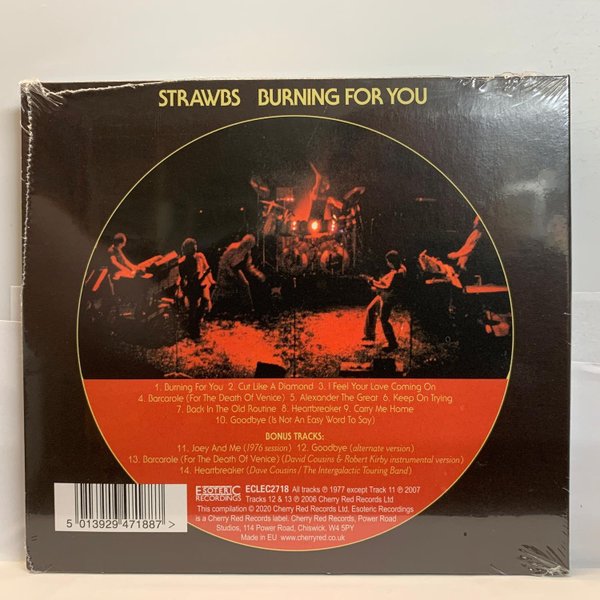 STRAWBS BURNING FOR YOU
1. Burning For You 2. Cut Like A Diamond 3. I Feel Your Love Coming On
4. Barcarole (For The Death Of Venice) 5. Alexander The Great 6. Keep On Trying
7. Back In The Old Routine 8. Heartbreaker 9. Carry Me Home
10. Goodbye (Is Not An Easy Word To Say)
BONUS TRACKS:
11. Joey And Me (1976 session) 12. Goodbye (alternate version)
13. Barcarole (For The Death Of Venice) (David Cousins & Robert Kirby instrumental version)
14. Heartbreaker (Dave Cousins / The Intergalactic Touring Band)
ESOTERIC
RECORDINGS
ECLEC2718 All tracks ℗ 1977 except Track 11 ℗ 2007
Tracks 12 & 13 ℗ 2006 Cherry Red Records Ltd
This compilation © 2020 Cherry Red Records Ltd. Esoteric Recordings
is a Cherry Red Records label. Cherry Red Records, Power Road
Studios, 114 Power Road, Chiswick, W4 5PY
Made in EU www.cherryred.co.uk
5 013929 471887 >